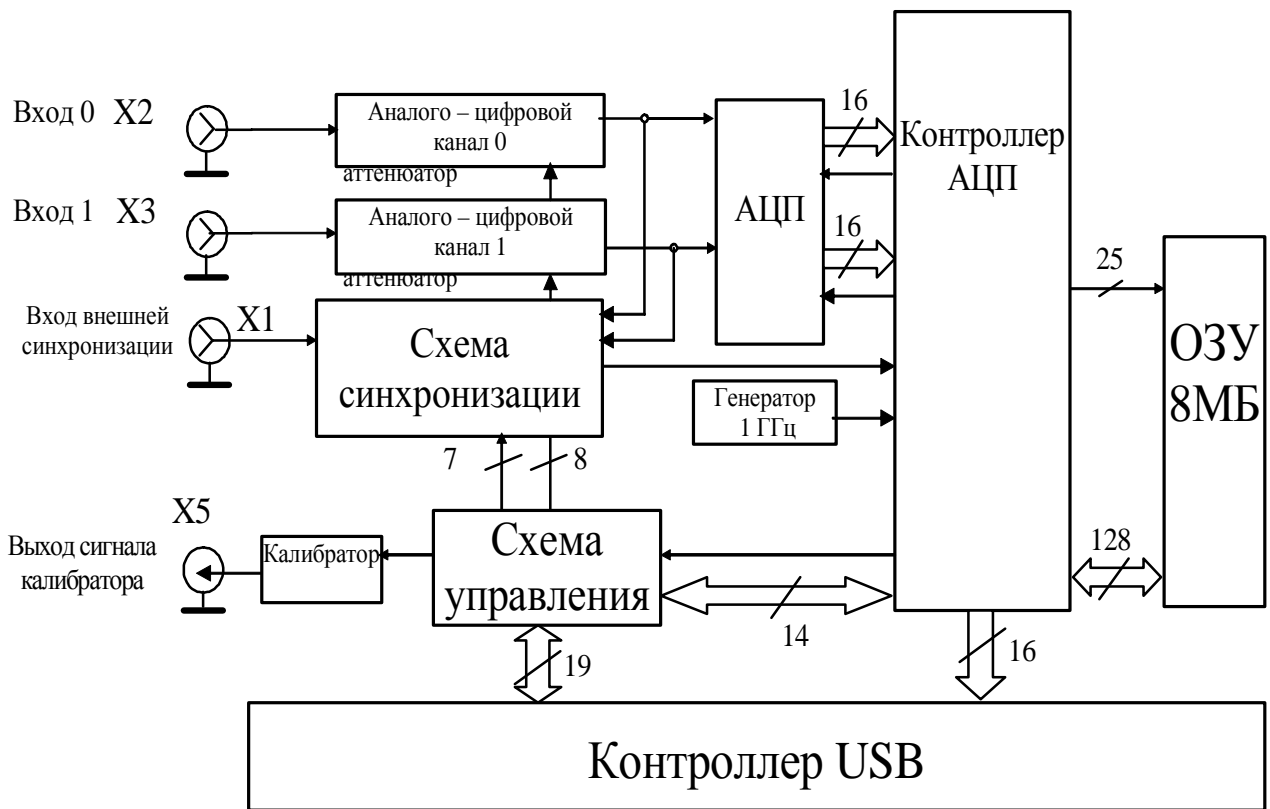 Вход 0 X2
Аналого – цифровой
канал 0
аттенюатор
Вход 1 X3
Аналого – цифровой
канал 1
аттенюатор
Вход внешней
синхронизации
X1
Схема
синхронизации
АЦП
16
16
Контроллер
АЦП
Генератор
1 ГГц
25
ОЗУ
8МБ
7
8
X5
Выход сигнала
калибратора
Калибратор
Схема
управления
14
128
19
16
Контроллер USB